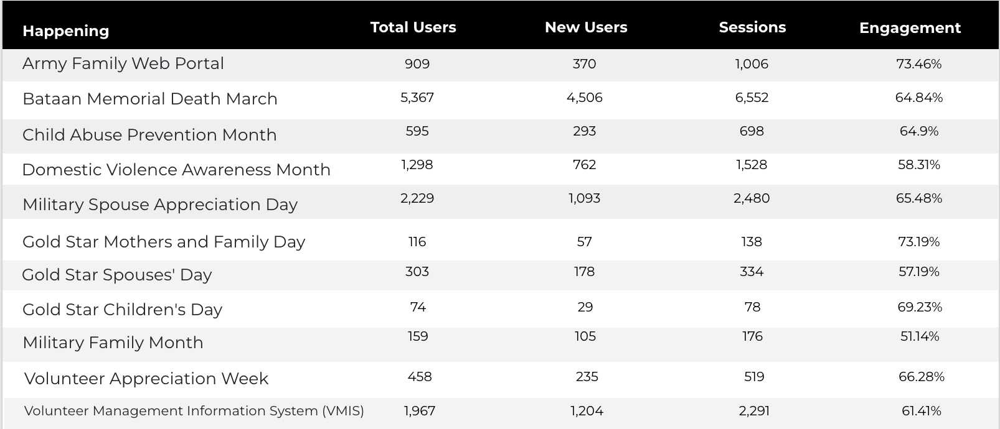 Happening Total Users New Users Sessions Engagement
Army Family Web Portal 909 370 1,006 73.46%
Bataan Memorial Death March 5,367 4,506 6,552 64.84%
Child Abuse Prevention Month 595 293 698 64.9%
Domestic Violence Awareness Month 1,298 762 1,528 58.31%
Military Spouse Appreciation Day 2,229 1,093 2,480 65.48%
Gold Star Mothers and Family Day 116 57 138 73.19%
Gold Star Spouses' Day 303 178 334 57.19%
Gold Star Children's Day 74 29 78 69.23%
Military Family Month 159 105 176 51.14%
Volunteer Appreciation Week 458 235 519 66.28%
Volunteer Management Information System (VMIS) 1,967 1,204 2,291 61.41%